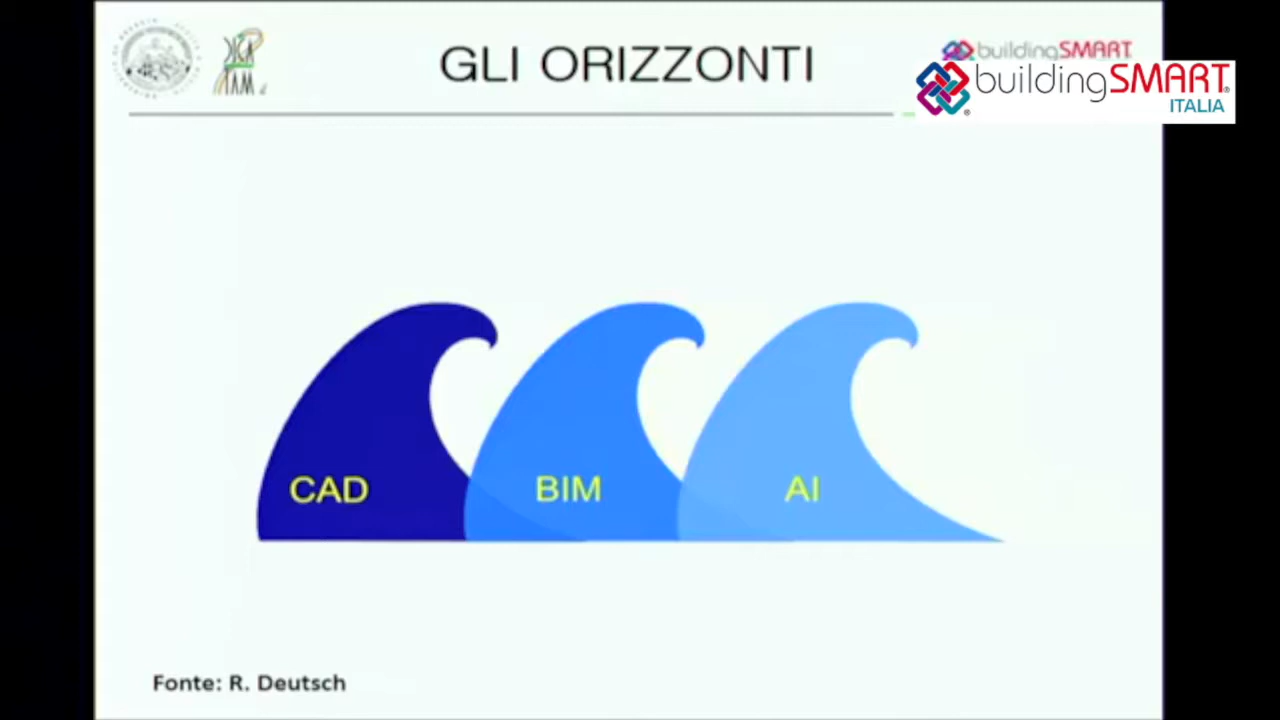 GLI ORIZZONTI
buildingSMART
buildingSMART®
ITALIA
CAD
BIM
AI
Fonte: R. Deutsch